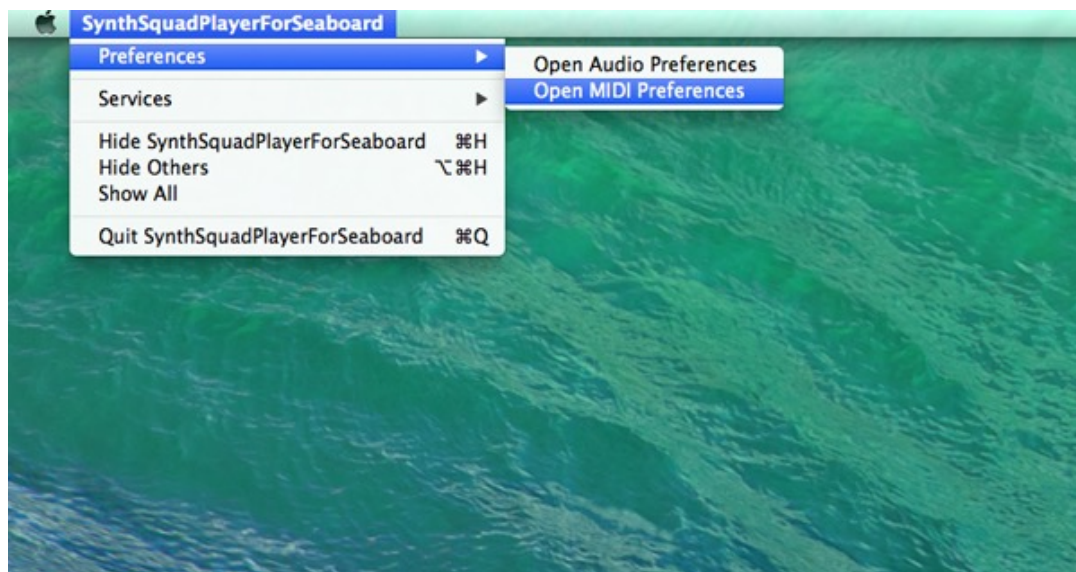 SynthSquadPlayerForSeaboard
Preferences
Open Audio Preferences
Open MIDI Preferences
Services
Hide SynthSquadPlayerForSeaboard ⌘H
Hide Others ⌥⌘H
Show All
Quit SynthSquadPlayerForSeaboard ⌘Q